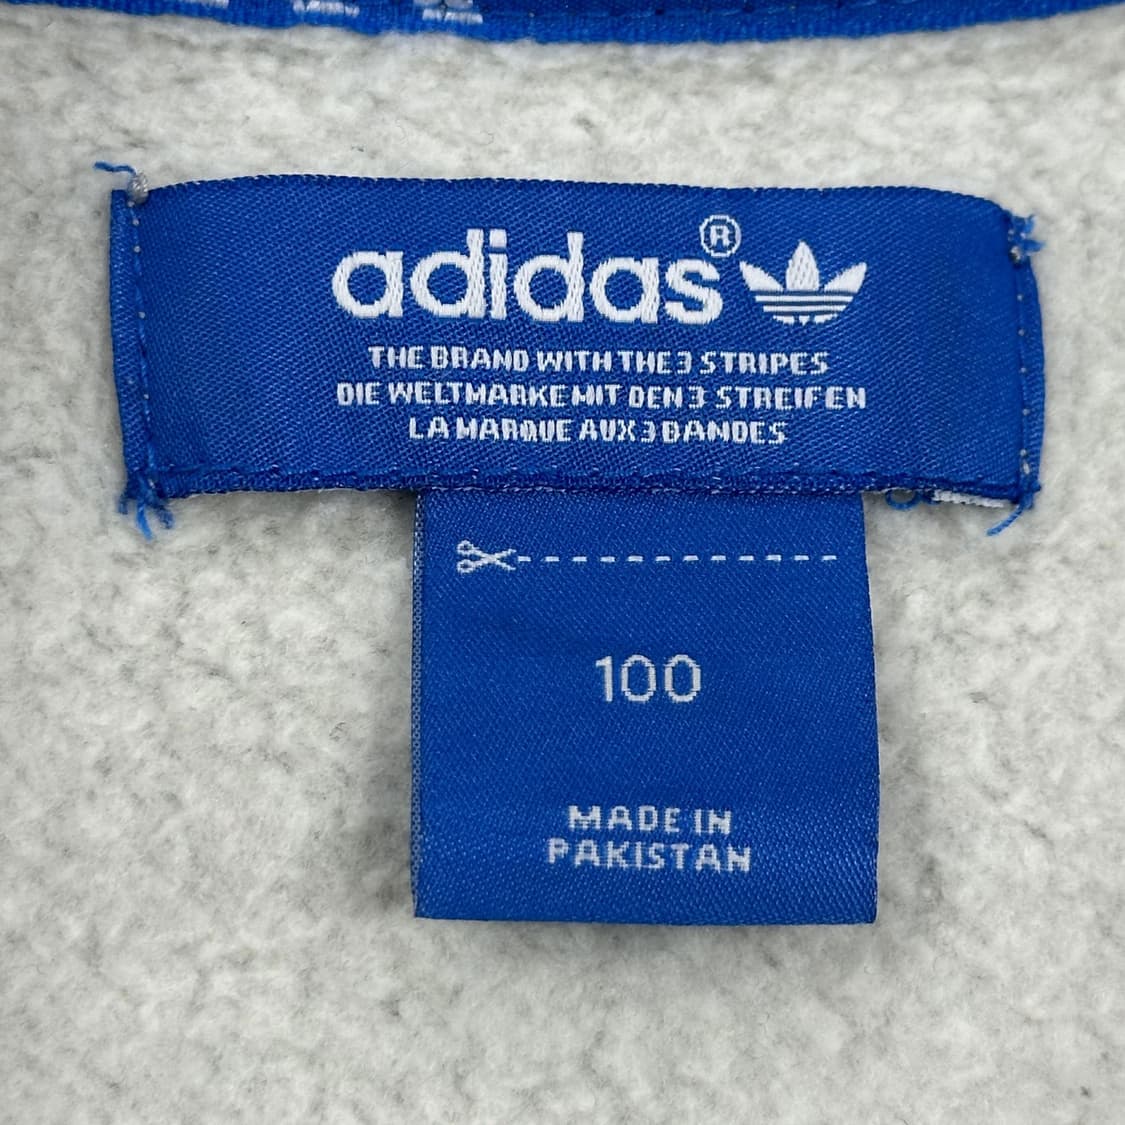 adidas®
THE BRAND WITH THE 3 STRIPES
DIE WELTMARKE MIT DEN 3 STREIFEN
LA MARQUE AUX 3 BANDES
100
MADE IN
PAKISTAN